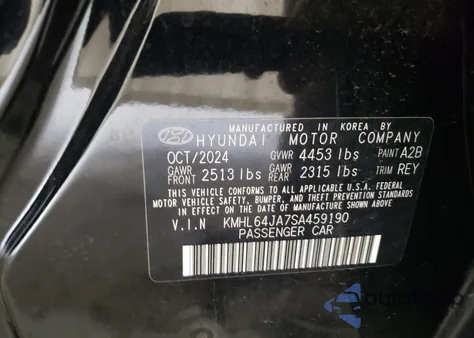 MANUFACTURED IN KOREA BY
HYUNDAI MOTOR COMPANY
OCT/2024 GVWR 4453 lbs PAINT A2B
GAWR FRONT 2513 lbs GAWR REAR 2315 lbs TRIM REY
THIS VEHICLE CONFORMS TO ALL APPLICABLE U.S.A. FEDERAL
MOTOR VEHICLE SAFETY, BUMPER, AND THEFT PREVENTION
STANDARDS IN EFFECT ON THE DATE OF MANUFACTURE SHOWN ABOVE.
V.I.N KMHL64JA7SA459190
PASSENGER CAR